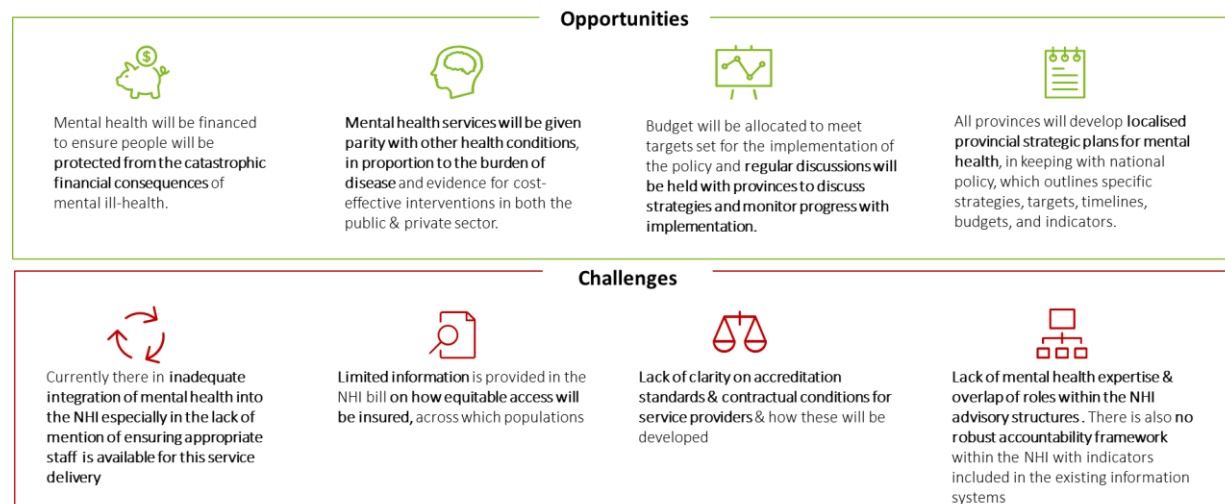 Opportunities
Mental health will be financed
to ensure people will be
protected from the catastrophic
financial consequences of
mental ill-health.
Mental health services will be given
parity with other health conditions,
in proportion to the burden of
disease and evidence for cost-
effective interventions in both the
public & private sector.
Budget will be allocated to meet
targets set for the implementation of
the policy and regular discussions will
be held with provinces to discuss
strategies and monitor progress with
implementation.
All provinces will develop localised
provincial strategic plans for mental
health, in keeping with national
policy, which outlines specific
strategies, targets, timelines,
budgets, and indicators.
Challenges
Currently there in inadequate
integration of mental health into
the NHI especially in the lack of
mention of ensuring appropriate
staff is available for this service
delivery
Limited information is provided in the
NHI bill on how equitable access will
be insured, across which populations
Lack of clarity on accreditation
standards & contractual conditions for
service providers & how these will be
developed
Lack of mental health expertise &
overlap of roles within the NHI
advisory structures. There is also no
robust accountability framework
within the NHI with indicators
included in the existing information
systems